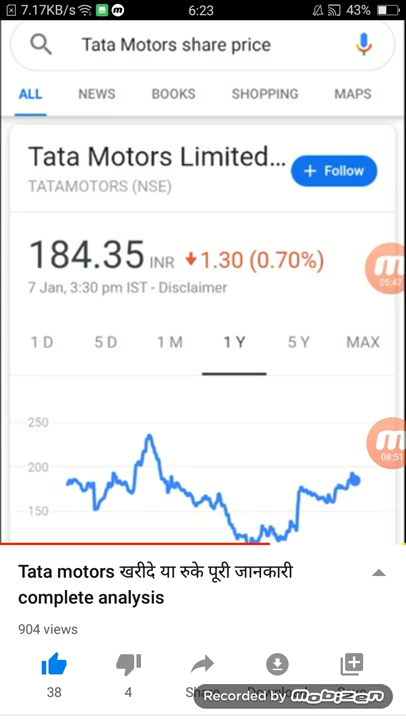 7.17KB/s 6:23 43%
Tata Motors share price
ALL NEWS BOOKS SHOPPING MAPS
Tata Motors Limited...
+ Follow
TATAMOTORS (NSE)
184.35 INR ↓1.30 (0.70%)
7 Jan, 3:30 pm IST - Disclaimer
05:47
1 D 5 D 1 M 1 Y 5 Y MAX
250
200
150
08:51
Tata motors खरीदे या रुके पूरी जानकारी
complete analysis
904 views
38 4
Recorded by mobizen